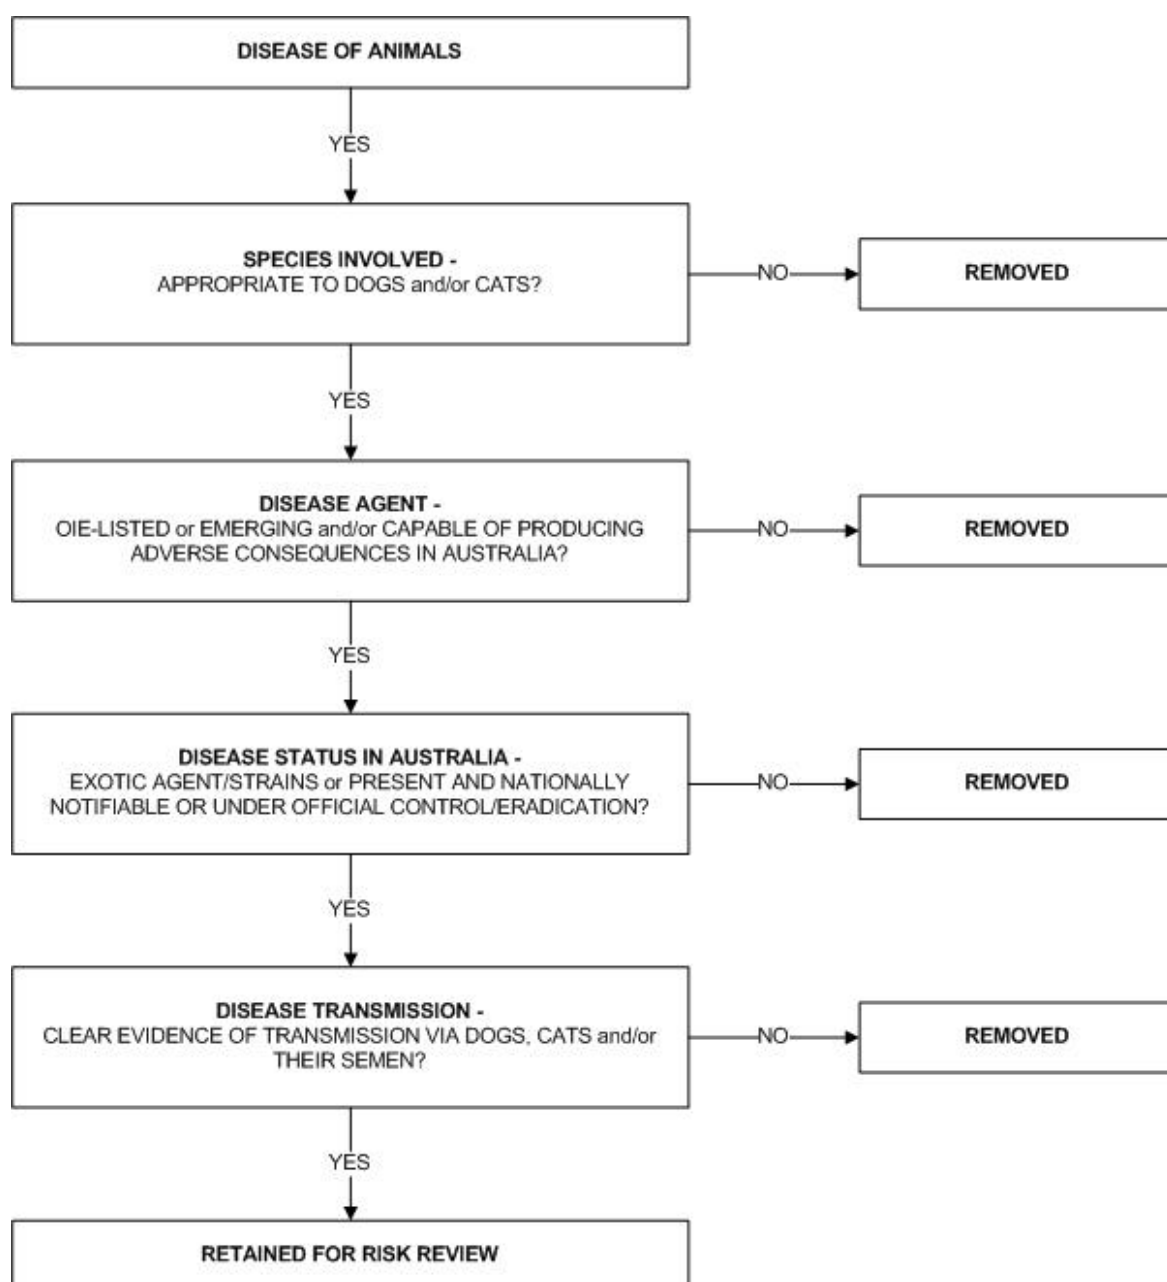 DISEASE OF ANIMALS
YES
SPECIES INVOLVED -
APPROPRIATE TO DOGS and/or CATS?
NO
REMOVED
YES
DISEASE AGENT -
OIE-LISTED or EMERGING and/or CAPABLE OF PRODUCING
ADVERSE CONSEQUENCES IN AUSTRALIA?
NO
REMOVED
YES
DISEASE STATUS IN AUSTRALIA -
EXOTIC AGENT/STRAINS or PRESENT AND NATIONALLY
NOTIFIABLE OR UNDER OFFICIAL CONTROL/ERADICATION?
NO
REMOVED
YES
DISEASE TRANSMISSION -
CLEAR EVIDENCE OF TRANSMISSION VIA DOGS, CATS and/or
THEIR SEMEN?
NO
REMOVED
YES
RETAINED FOR RISK REVIEW